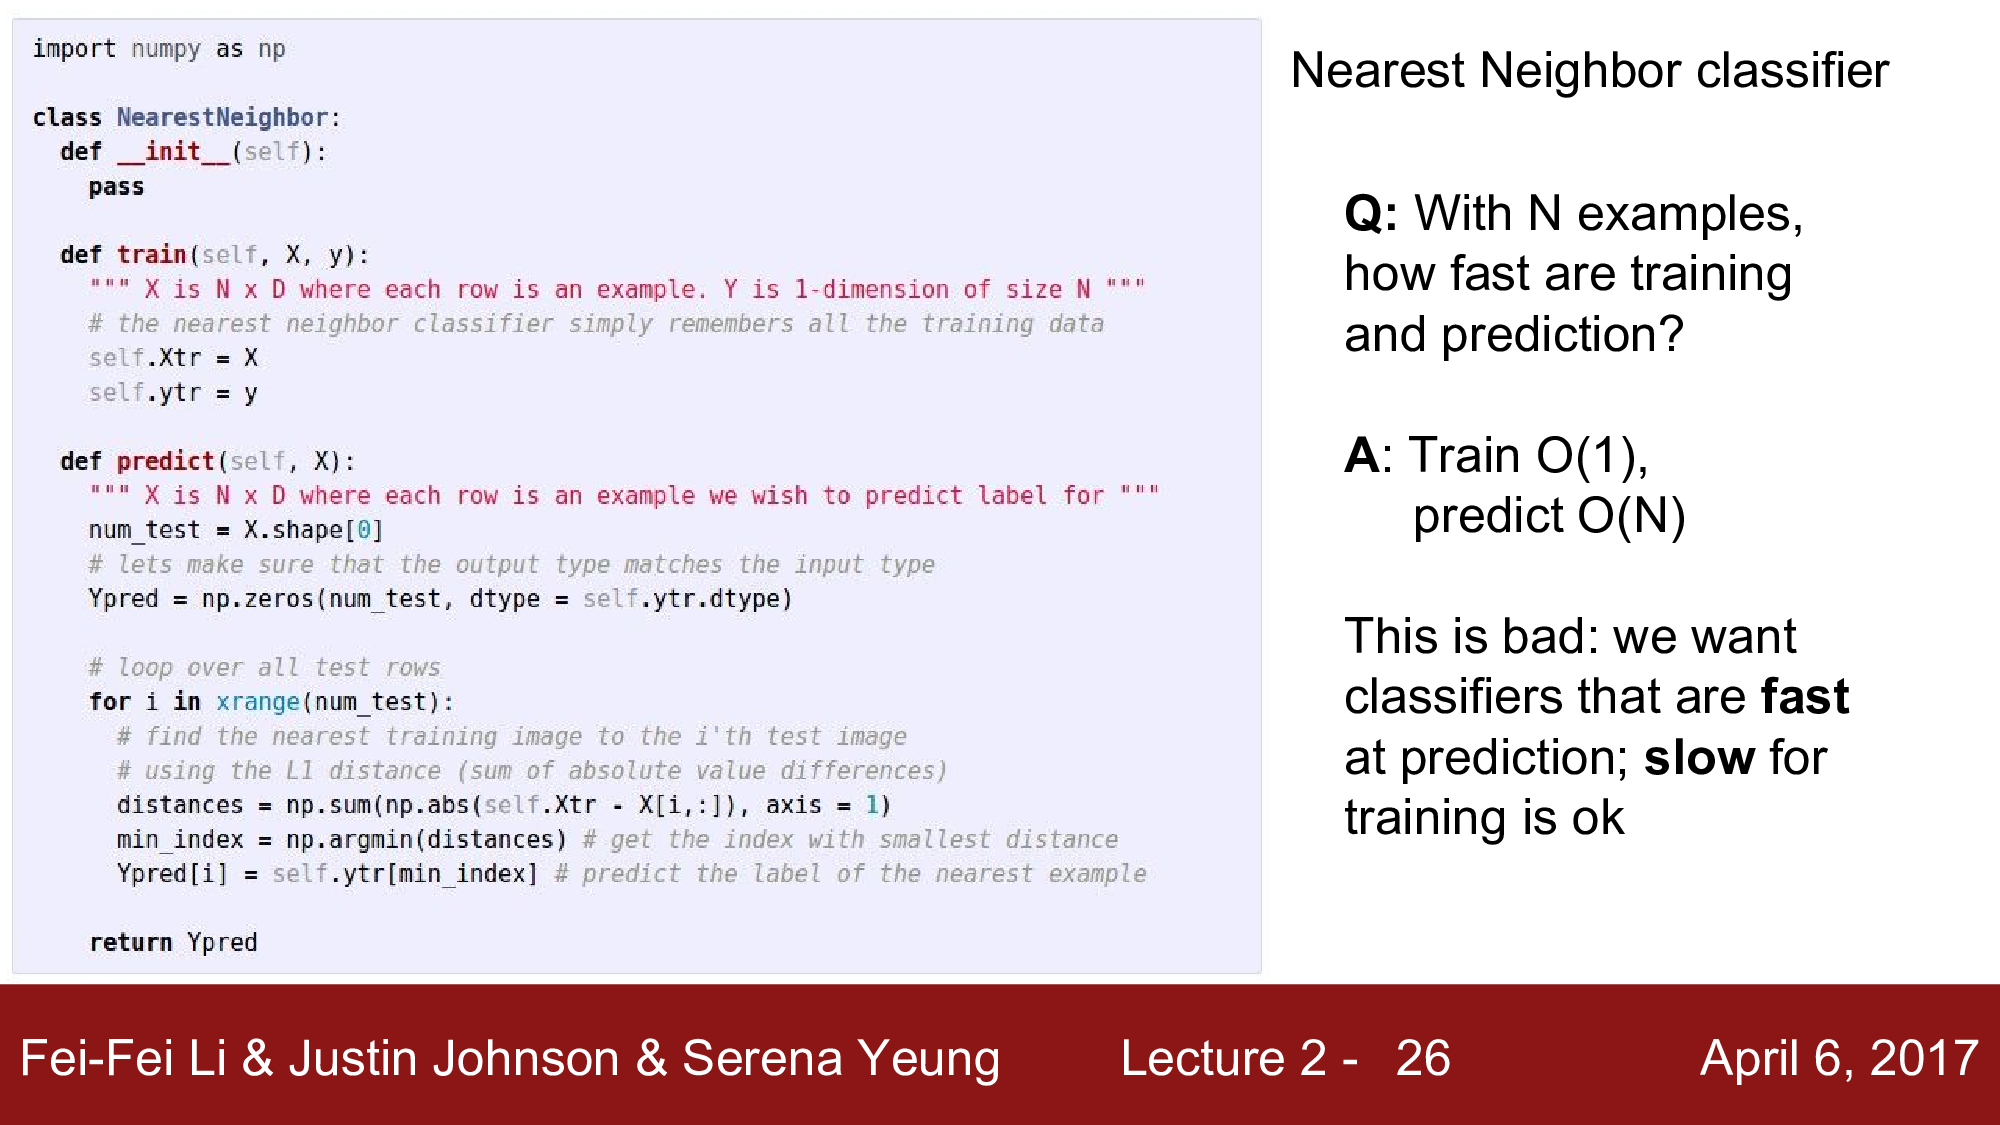 import numpy as np
class NearestNeighbor:
def __init__(self):
pass
def train(self, X, y):
""" X is N x D where each row is an example. Y is 1-dimension of size N """
# the nearest neighbor classifier simply remembers all the training data
self.Xtr = X
self.ytr = y
def predict(self, X):
""" X is N x D where each row is an example we wish to predict label for """
num_test = X.shape[0]
# lets make sure that the output type matches the input type
Ypred = np.zeros(num_test, dtype = self.ytr.dtype)
# loop over all test rows
for i in xrange(num_test):
# find the nearest training image to the i'th test image
# using the L1 distance (sum of absolute value differences)
distances = np.sum(np.abs(self.Xtr - X[i,:]), axis = 1)
min_index = np.argmin(distances) # get the index with smallest distance
Ypred[i] = self.ytr[min_index] # predict the label of the nearest example
return Ypred
Nearest Neighbor classifier
Q: With N examples,
how fast are training
and prediction?
A: Train O(1),
predict O(N)
This is bad: we want
classifiers that are fast
at prediction; slow for
training is ok
Fei-Fei Li & Justin Johnson & Serena Yeung
Lecture 2 - 26
April 6, 2017